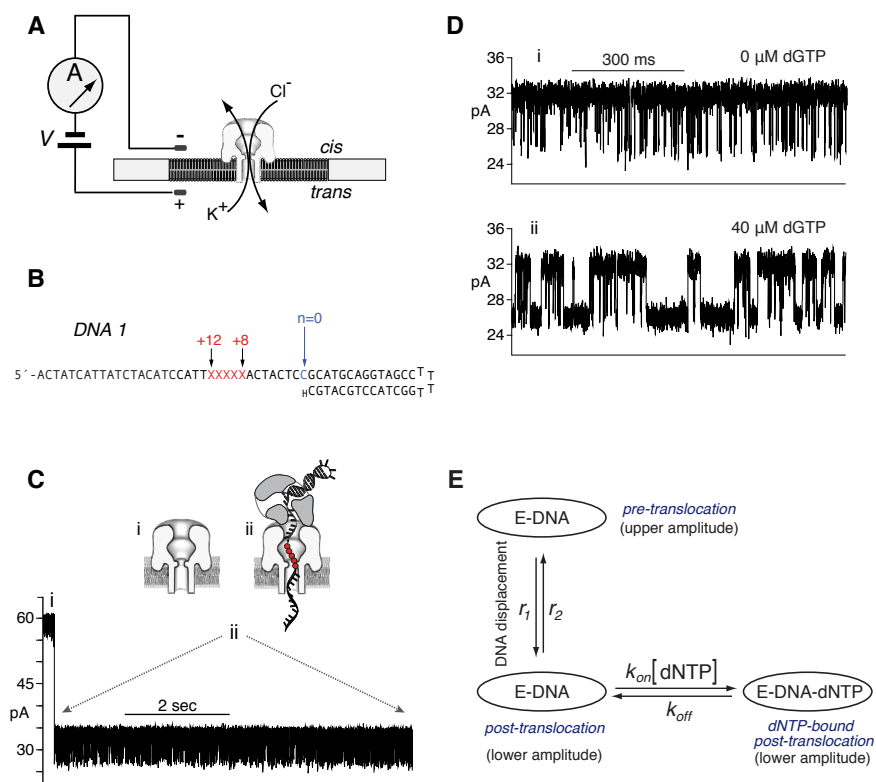 A
A
V
-
+
Cl-
cis
trans
K+
B
DNA 1
n=0
+12 +8
5´-ACTATCATTATCTACATCCATTXXXXXACTACTCCGCATGCAGGTAGCCT T
HCGTACGTCCATCGGT T
C
i
ii
i
60
45
pA
30
ii
2 sec
D
i
300 ms
0 µM dGTP
36
32
pA
28
24
ii
40 µM dGTP
36
32
pA
28
24
E
E-DNA
pre-translocation
(upper amplitude)
DNA displacement
r1
r2
E-DNA
post-translocation
(lower amplitude)
kon[dNTP]
koff
E-DNA-dNTP
dNTP-bound
post-translocation
(lower amplitude)